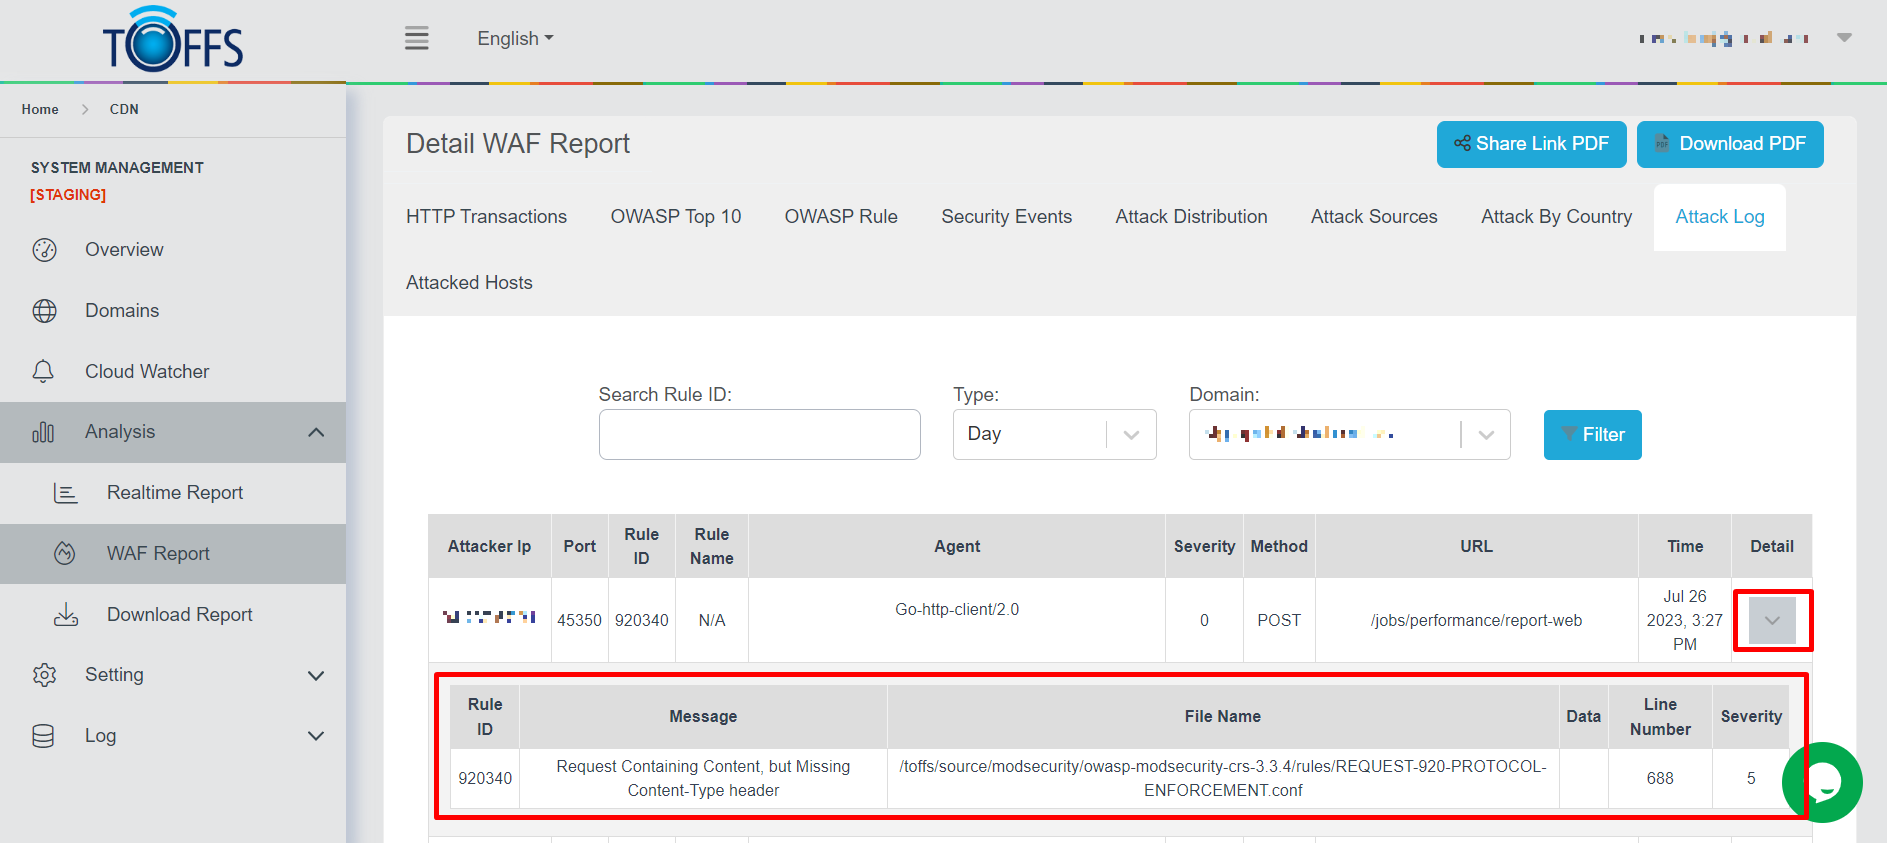 TOFFS
English
Home > CDN
SYSTEM MANAGEMENT
[STAGING]
Overview
Domains
Cloud Watcher
Analysis
Realtime Report
WAF Report
Download Report
Setting
Log
Detail WAF Report
Share Link PDF
PDF
Download PDF
HTTP Transactions
OWASP Top 10
OWASP Rule
Security Events
Attack Distribution
Attack Sources
Attack By Country
Attack Log
Attacked Hosts
Search Rule ID:
Type:
Day
Domain:
Filter
Attacker Ip
Port
Rule
ID
Rule
Name
Agent
Severity
Method
URL
Time
Detail
45350
920340
N/A
Go-http-client/2.0
0
POST
/jobs/performance/report-web
Jul 26
2023, 3:27
PM
Rule
ID
Message
File Name
Data
Line
Number
Severity
920340
Request Containing Content, but Missing
Content-Type header
/toffs/source/modsecurity/owasp-modsecurity-crs-3.3.4/rules/REQUEST-920-PROTOCOL-
ENFORCEMENT.conf
688
5